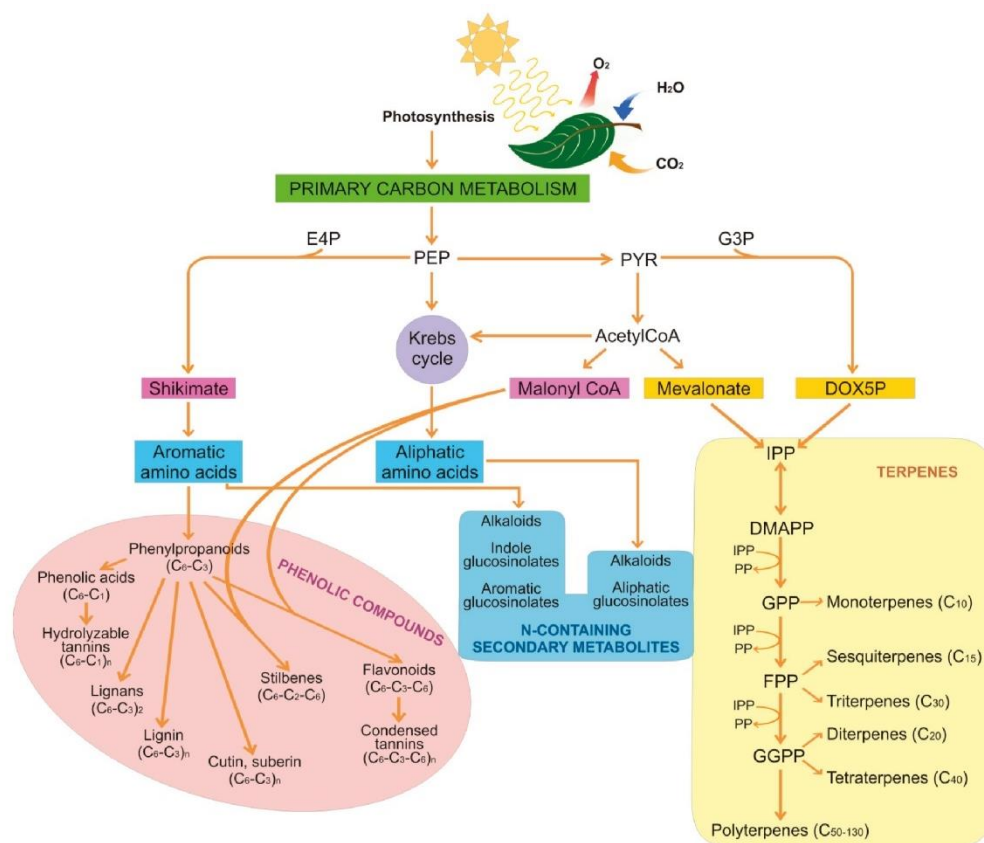 O₂
H₂O
Photosynthesis
CO₂
PRIMARY CARBON METABOLISM
E4P
G3P
PEP
PYR
Krebs
cycle
AcetylCoA
Shikimate
Malonyl CoA
Mevalonate
DOX5P
Aromatic
amino acids
Aliphatic
amino acids
IPP
TERPENES
DMAPP
IPP
PP
GPP
Monoterpenes (C₁₀)
IPP
PP
FPP
Sesquiterpenes (C₁₅)
Triterpenes (C₃₀)
IPP
PP
GGPP
Diterpenes (C₂₀)
Tetraterpenes (C₄₀)
Polyterpenes (C₅₀₋₁₃₀)
Alkaloids
Indole
glucosinolates
Aromatic
glucosinolates
Alkaloids
Aliphatic
glucosinolates
N-CONTAINING
SECONDARY METABOLITES
PHENOLIC COMPOUNDS
Phenylpropanoids
(C₆-C₃)
Phenolic acids
(C₆-C₁)
Hydrolyzable
tannins
(C₆-C₁)ₙ
Lignans
(C₆-C₃)₂
Lignin
(C₆-C₃)ₙ
Cutin, suberin
(C₆-C₃)ₙ
Stilbenes
(C₆-C₂-C₆)
Flavonoids
(C₆-C₃-C₆)
Condensed
tannins
(C₆-C₃-C₆)ₙ